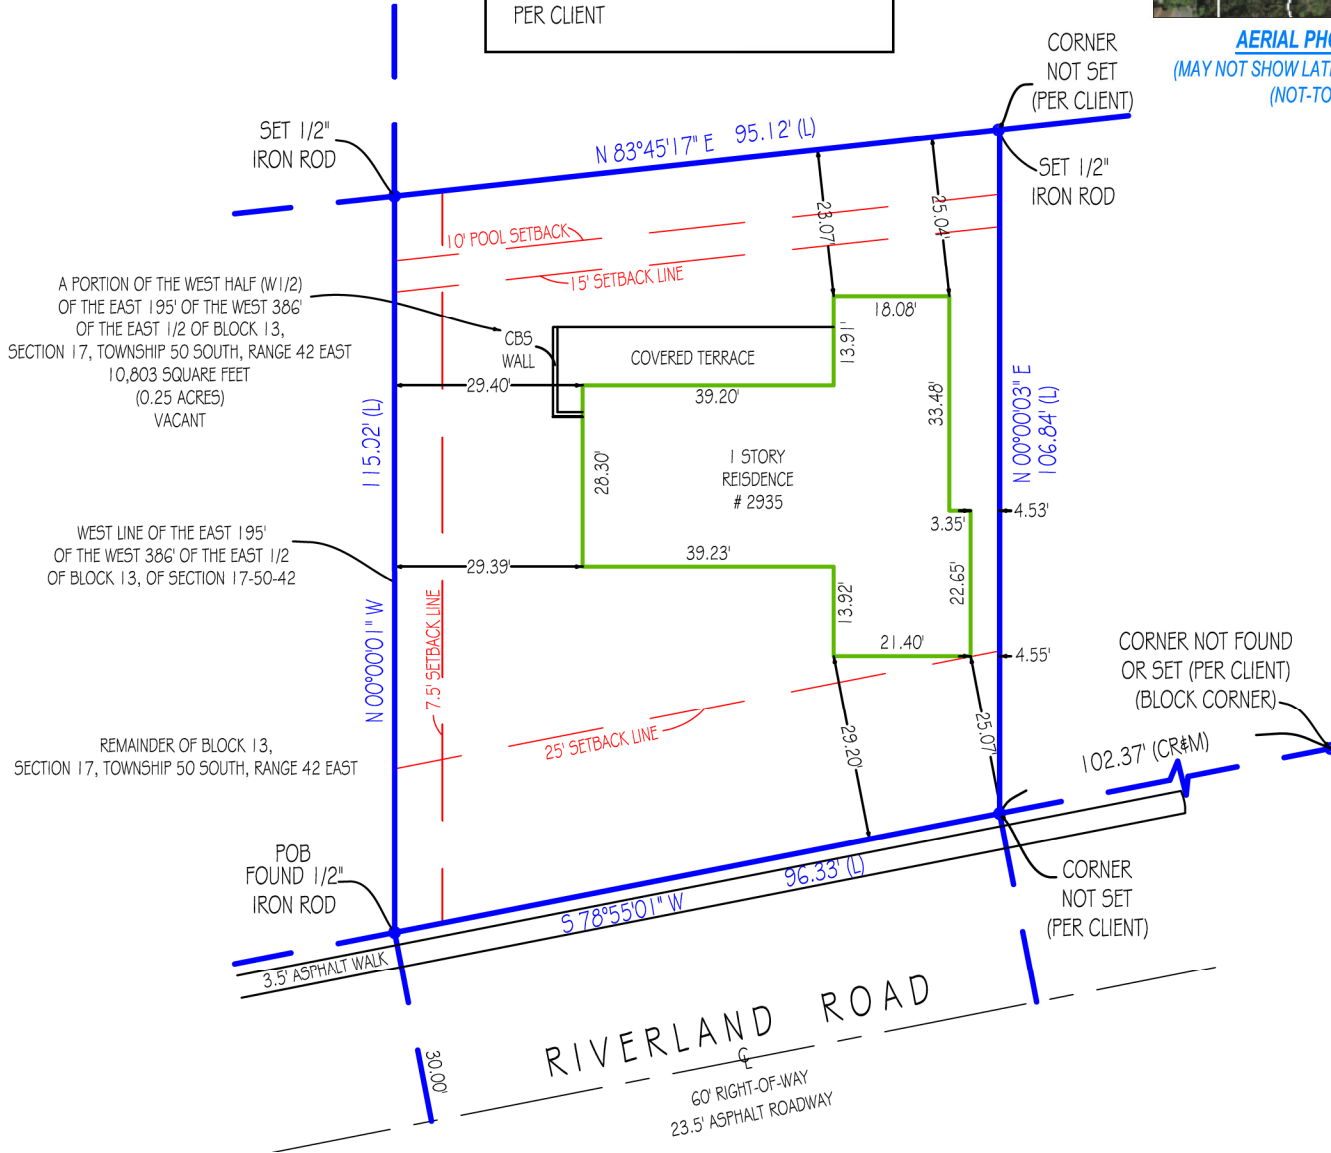 PER CLIENT
AERIAL PHO
(MAY NOT SHOW LAT
(NOT-TO
CORNER
NOT SET
(PER CLIENT)
SET 1/2"
IRON ROD
N 83°45'17" E 95.12' (L)
SET 1/2"
IRON ROD
23.07'
25.04'
10' POOL SETBACK
15' SETBACK LINE
A PORTION OF THE WEST HALF (W1/2)
OF THE EAST 195' OF THE WEST 386'
OF THE EAST 1/2 OF BLOCK 13,
SECTION 17, TOWNSHIP 50 SOUTH, RANGE 42 EAST
10,803 SQUARE FEET
(0.25 ACRES)
VACANT
CBS
WALL
COVERED TERRACE
18.08'
13.91'
29.40'
39.20'
33.48'
N 00°00'03" E
106.84' (L)
115.02' (L)
28.30'
1 STORY
REISDENCE
# 2935
3.35'
4.53'
WEST LINE OF THE EAST 195'
OF THE WEST 386' OF THE EAST 1/2
OF BLOCK 13, OF SECTION 17-50-42
29.39'
39.23'
13.92'
22.65'
21.40'
4.55'
N 00°00'01" W
7.5' SETBACK LINE
25' SETBACK LINE
29.20'
25.07'
CORNER NOT FOUND
OR SET (PER CLIENT)
(BLOCK CORNER)
102.37' (CR&M)
REMAINDER OF BLOCK 13,
SECTION 17, TOWNSHIP 50 SOUTH, RANGE 42 EAST
POB
FOUND 1/2"
IRON ROD
S 78°55'01" W 96.33' (L)
CORNER
NOT SET
(PER CLIENT)
3.5' ASPHALT WALK
RIVERLAND ROAD
30.00'
℄
60' RIGHT-OF-WAY
23.5' ASPHALT ROADWAY